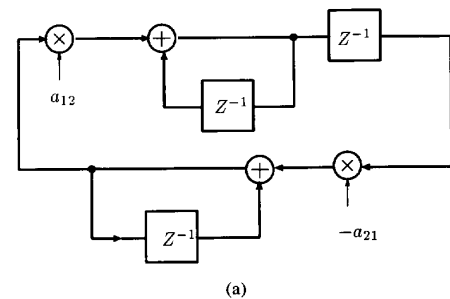 × + Z⁻¹
a₁₂ Z⁻¹
+ ×
Z⁻¹ −a₂₁
(a)